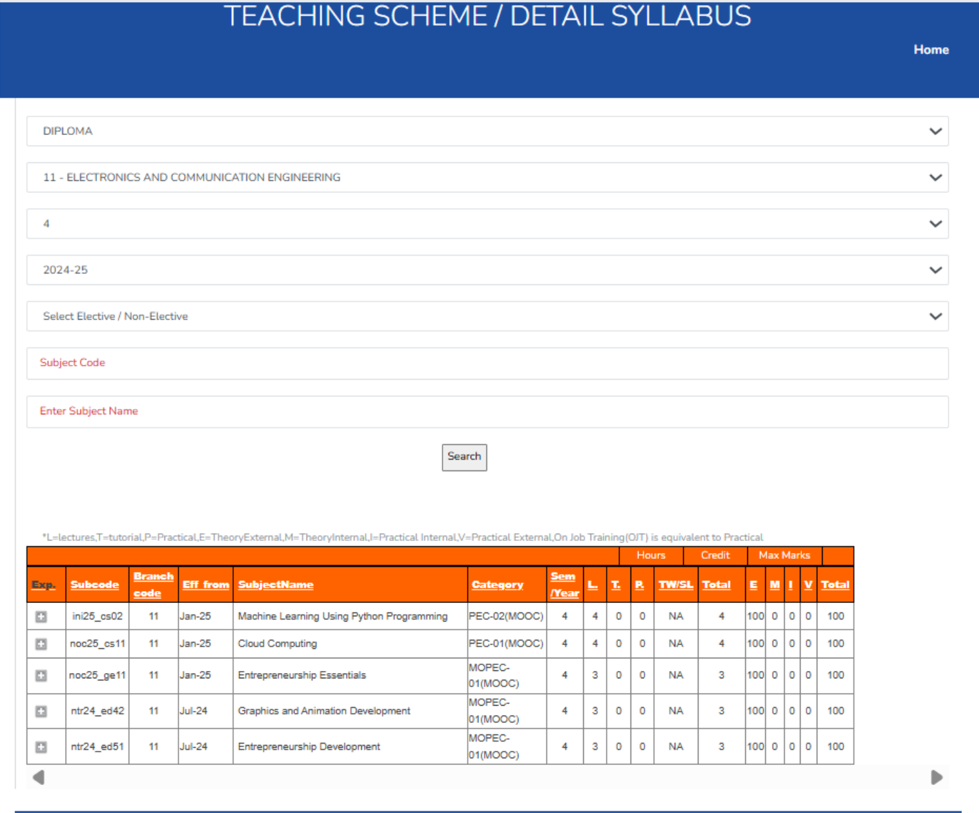 TEACHING SCHEME / DETAIL SYLLABUS
Home
DIPLOMA
11 - ELECTRONICS AND COMMUNICATION ENGINEERING
4
2024-25
Select Elective / Non-Elective
Subject Code
Enter Subject Name
Search
*L=lectures,T=tutorial,P=Practical,E=TheoryExternal,M=TheoryInternal,I=Practical Internal,V=Practical External,On Job Training(OJT) is equivalent to Practical
Hours Credit Max Marks
Exp. Subcode Branch code Eff from SubjectName Category Sem /Year L. T. P. TW/SL Total E M I V Total
ini25_cs02 11 Jan-25 Machine Learning Using Python Programming PEC-02(MOOC) 4 4 0 0 NA 4 100 0 0 0 100
noc25_cs11 11 Jan-25 Cloud Computing PEC-01(MOOC) 4 4 0 0 NA 4 100 0 0 0 100
noc25_ge11 11 Jan-25 Entrepreneurship Essentials MOPEC-01(MOOC) 4 3 0 0 NA 3 100 0 0 0 100
ntr24_ed42 11 Jul-24 Graphics and Animation Development MOPEC-01(MOOC) 4 3 0 0 NA 3 100 0 0 0 100
ntr24_ed51 11 Jul-24 Entrepreneurship Development MOPEC-01(MOOC) 4 3 0 0 NA 3 100 0 0 0 100